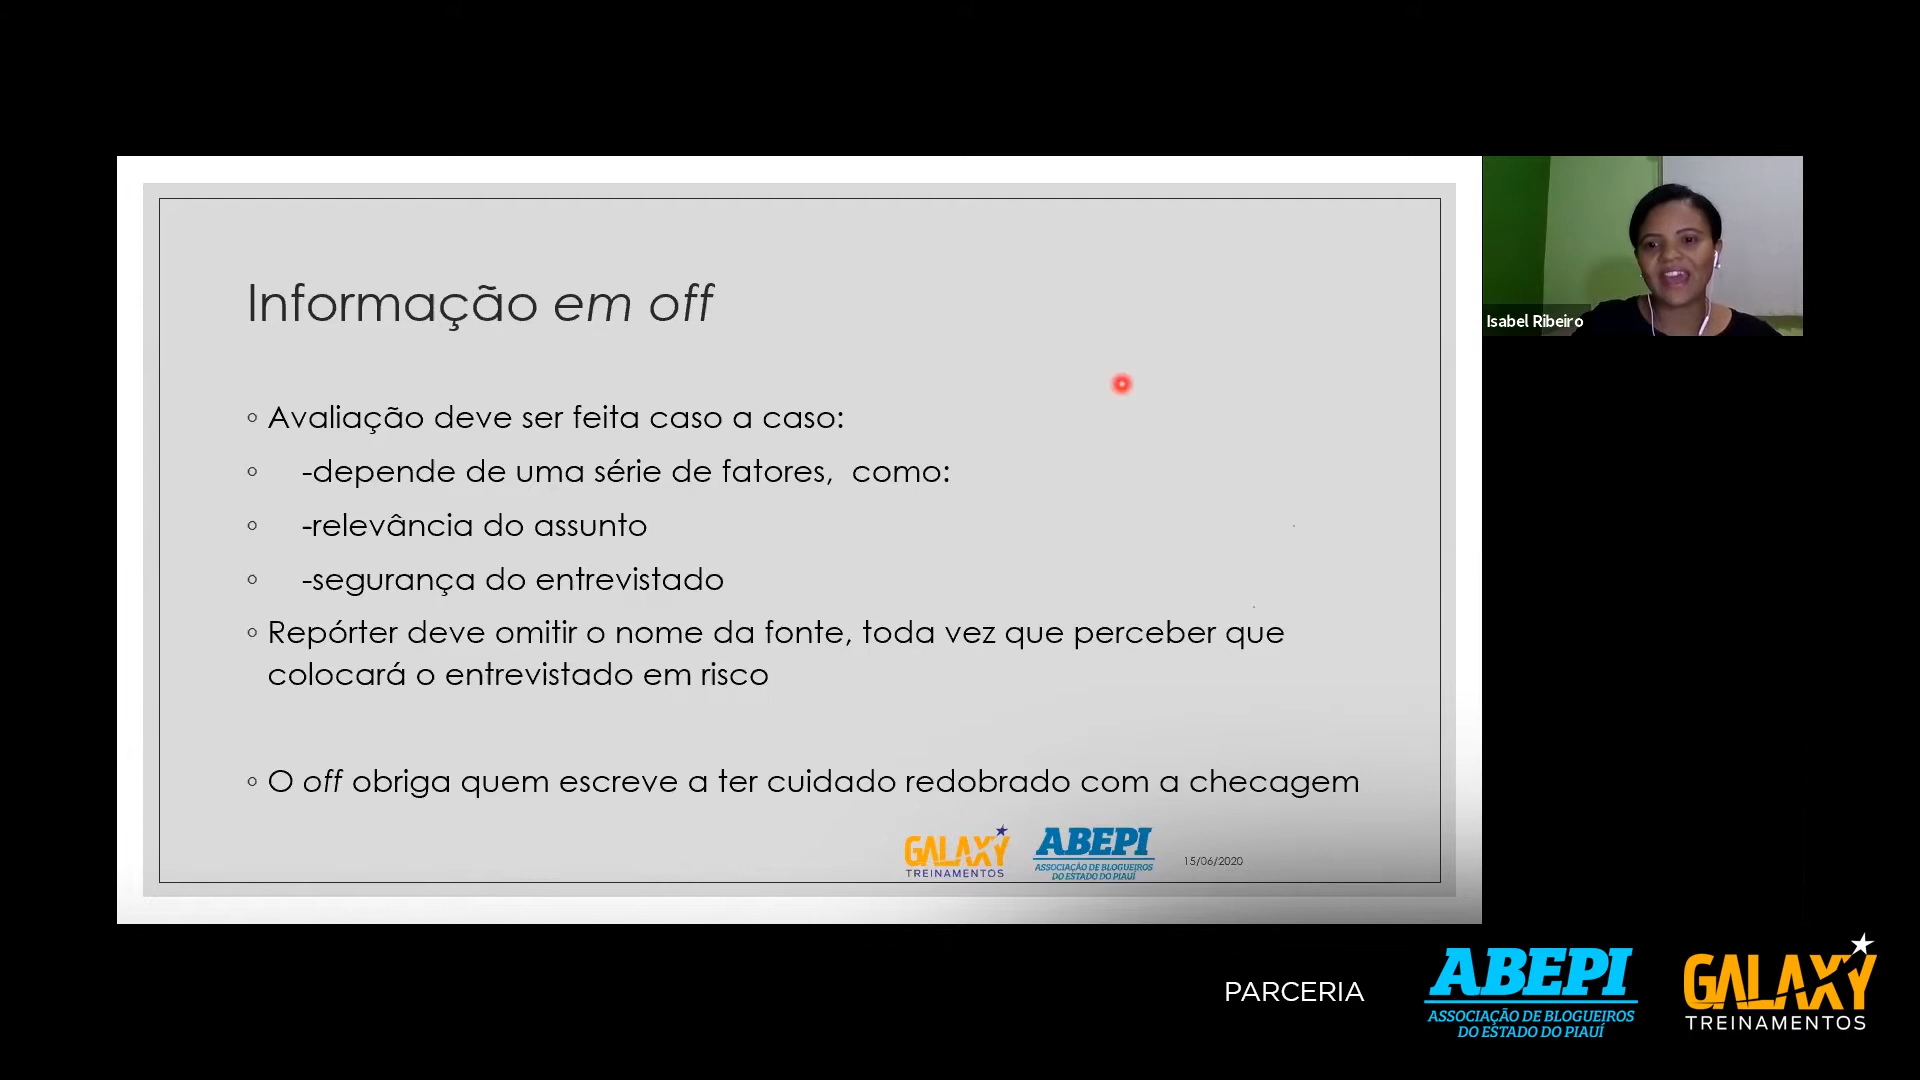 Informação em off
◦ Avaliação deve ser feita caso a caso:
◦ -depende de uma série de fatores, como:
◦ -relevância do assunto
◦ -segurança do entrevistado
◦ Repórter deve omitir o nome da fonte, toda vez que perceber que
colocará o entrevistado em risco
◦ O off obriga quem escreve a ter cuidado redobrado com a checagem
GALAXY
TREINAMENTOS
ABEPI
ASSOCIAÇÃO DE BLOGUEIROS
DO ESTADO DO PIAUÍ
15/06/2020
Isabel Ribeiro
PARCERIA
ABEPI
ASSOCIAÇÃO DE BLOGUEIROS
DO ESTADO DO PIAUÍ
GALAXY
TREINAMENTOS